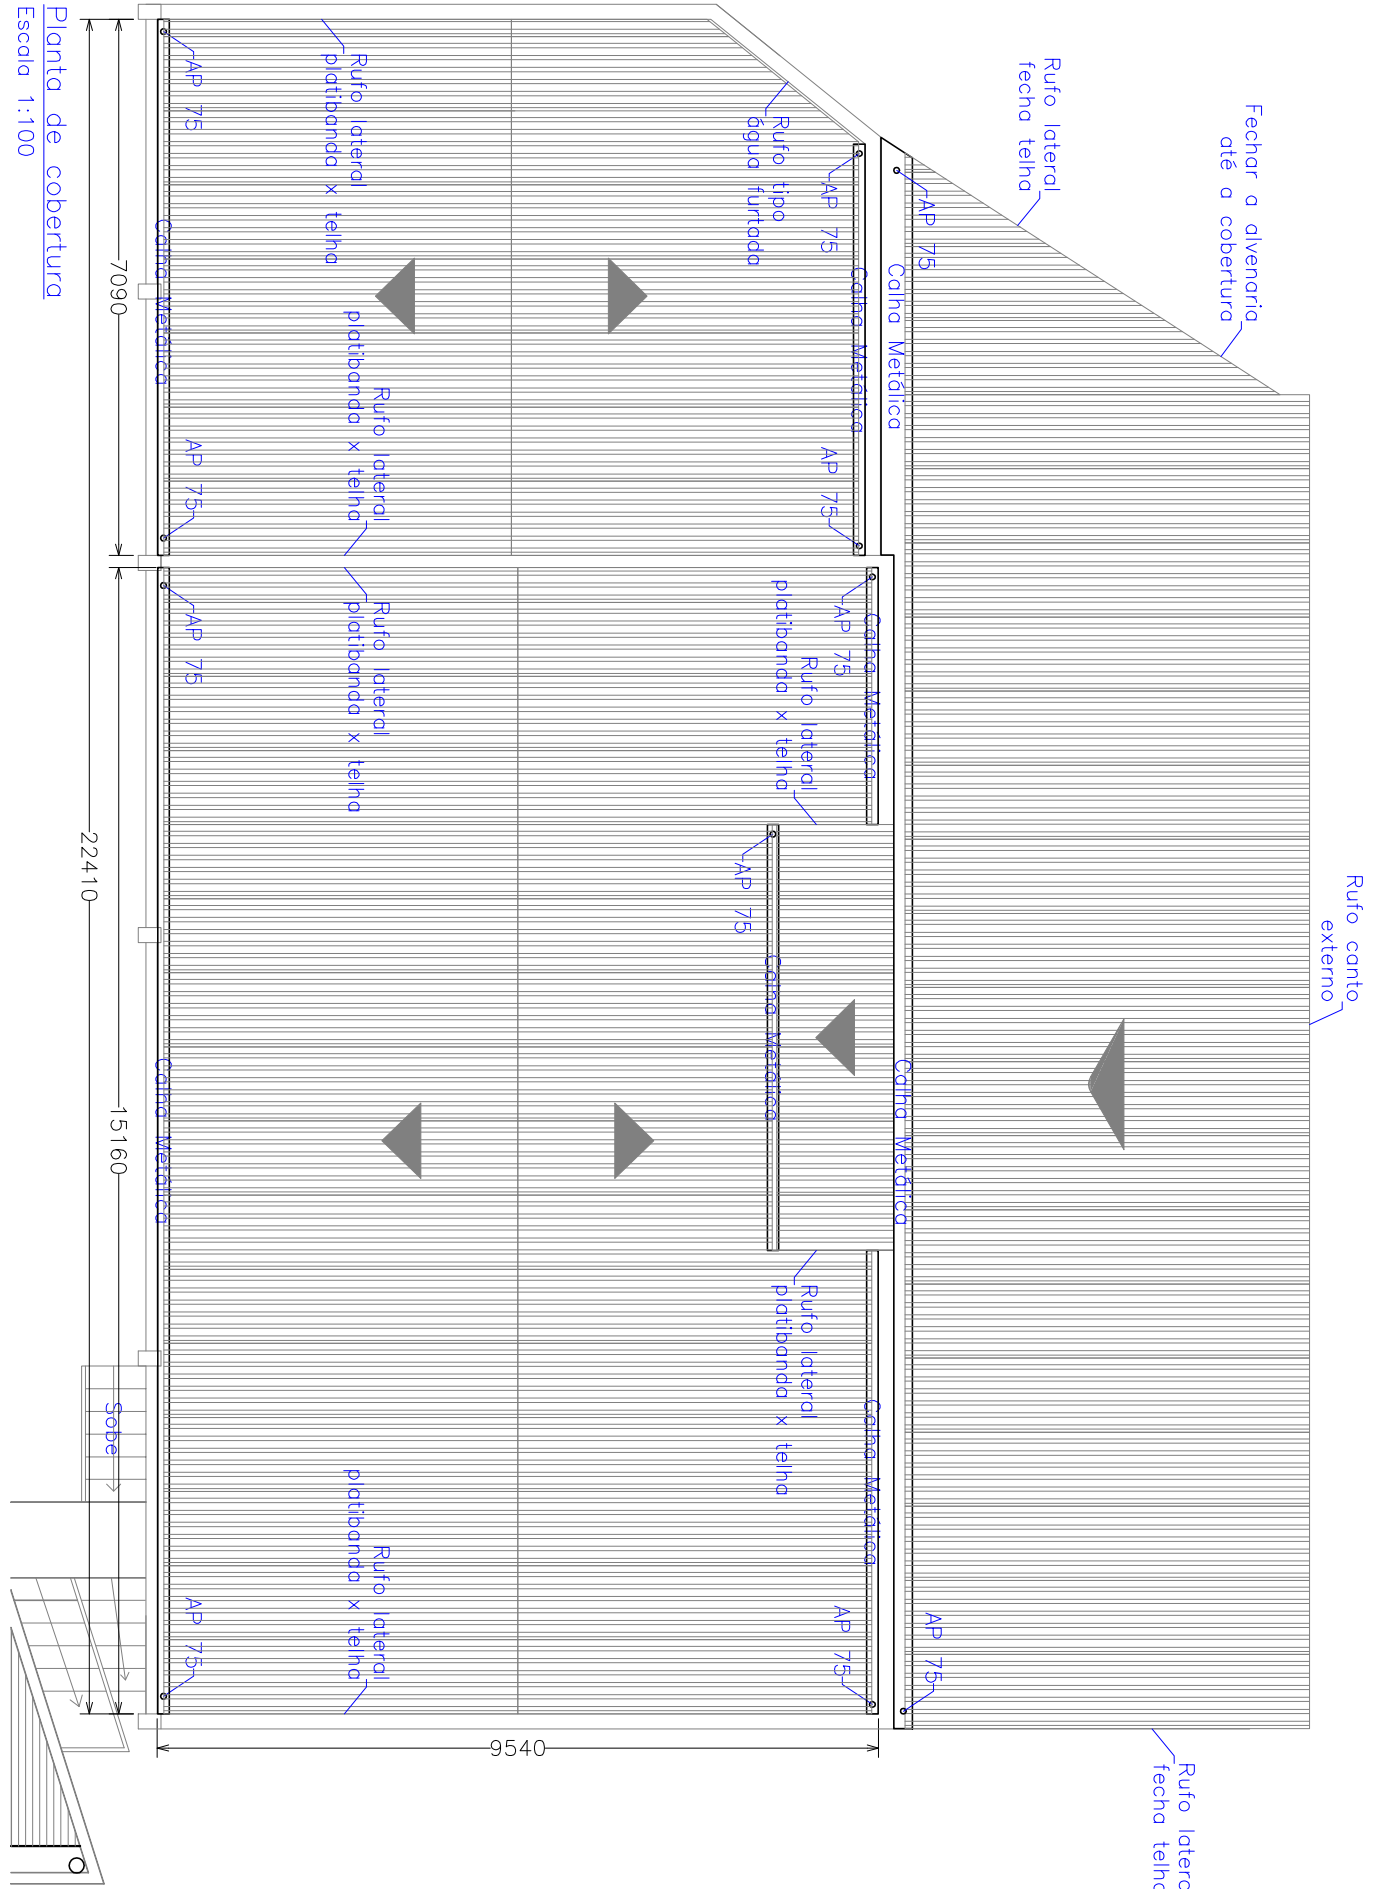 Fechar a alvenaria
até a cobertura
Rufo lateral
fecha telha
Rufo canto
externo
AP 75
Calha Metálica
Calha Metálica
AP 75
Rufo lateral
fecha telha
Rufo tipo
água furtada
AP 75
Calha Metálica
AP 75
AP 75
Calha Metálica
Rufo lateral
platibanda x telha
AP 75
Calha Metálica
Rufo lateral
platibanda x telha
Calha Metálica
AP 75
Rufo lateral
platibanda x telha
Rufo lateral
platibanda x telha
Rufo lateral
platibanda x telha
Rufo lateral
platibanda x telha
AP 75
Calha Metálica
AP 75
AP 75
Calha Metálica
AP 75
7090
15160
22410
9540
Sobe
Planta de cobertura
Escala 1:100